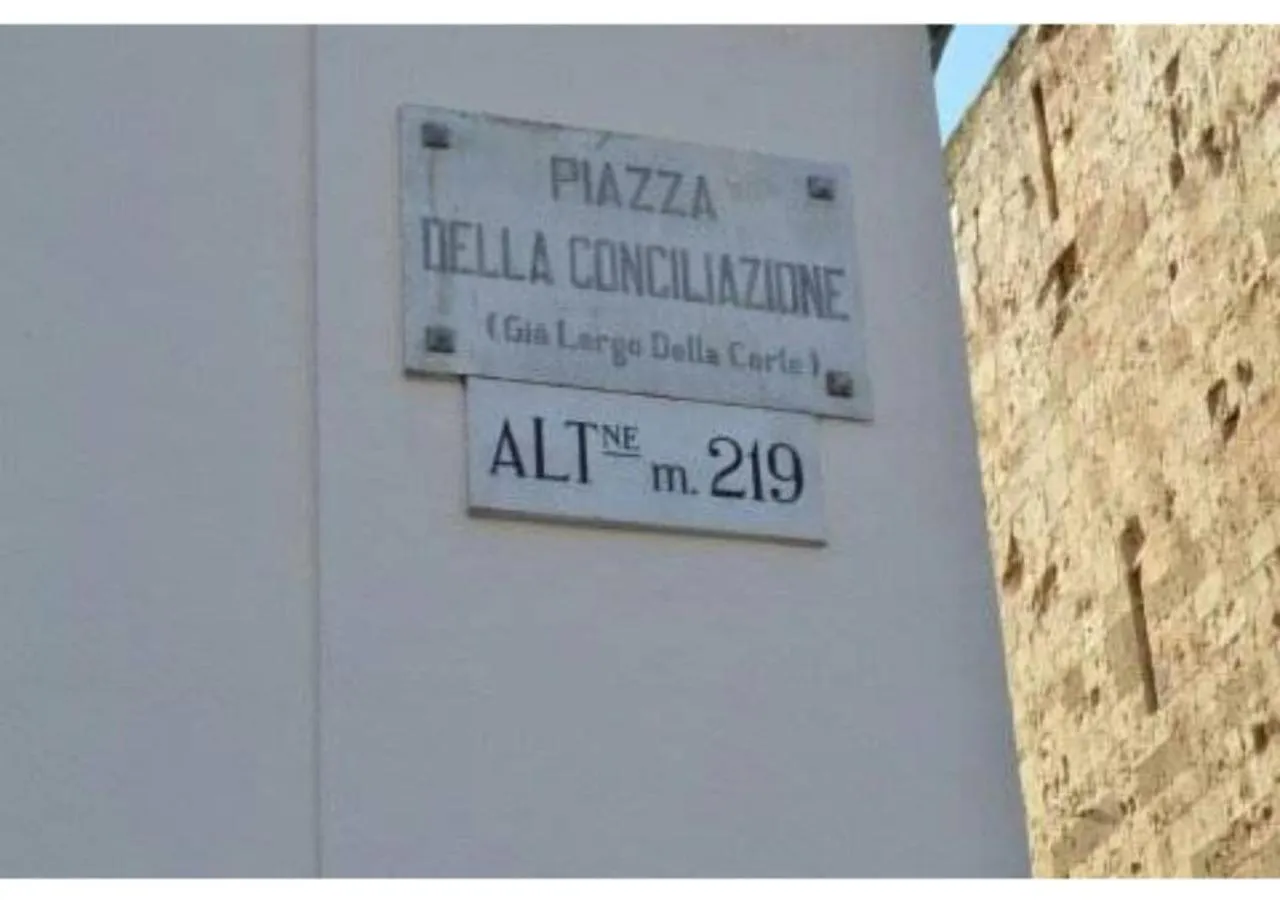 PIAZZA
DELLA CONCILIAZIONE
(Già Largo Della Corte)
ALTNE m. 219